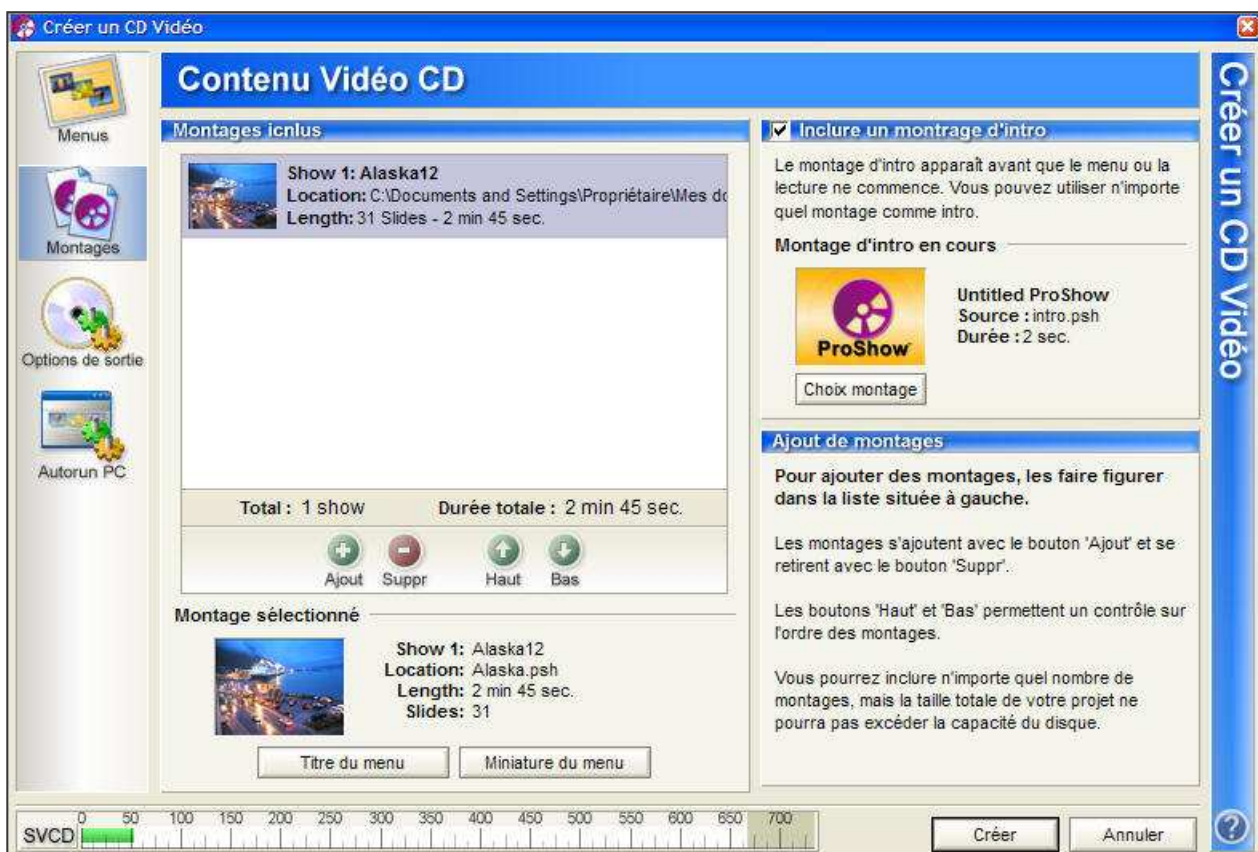 Créer un CD Vidéo
Contenu Vidéo CD
Menus
Montages
Options de sortie
Autorun PC
Montages icnlus
Show 1: Alaska12
Location: C:\Documents and Settings\Propriétaire\Mes do
Length: 31 Slides - 2 min 45 sec.
Total : 1 show Durée totale : 2 min 45 sec.
Ajout Suppr Haut Bas
Montage sélectionné
Show 1: Alaska12
Location: Alaska.psh
Length: 2 min 45 sec.
Slides: 31
Titre du menu Miniature du menu
Inclure un montrage d'intro
Le montage d'intro apparaît avant que le menu ou la
lecture ne commence. Vous pouvez utiliser n'importe
quel montage comme intro.
Montage d'intro en cours
ProShow
Untitled ProShow
Source : intro.psh
Durée : 2 sec.
Choix montage
Ajout de montages
Pour ajouter des montages, les faire figurer
dans la liste située à gauche.
Les montages s'ajoutent avec le bouton 'Ajout' et se
retirent avec le bouton 'Suppr'.
Les boutons 'Haut' et 'Bas' permettent un contrôle sur
l'ordre des montages.
Vous pourrez inclure n'importe quel nombre de
montages, mais la taille totale de votre projet ne
pourra pas excéder la capacité du disque.
Créer un CD Vidéo
SVCD 0 50 100 150 200 250 300 350 400 450 500 550 600 650 700
Créer Annuler ?